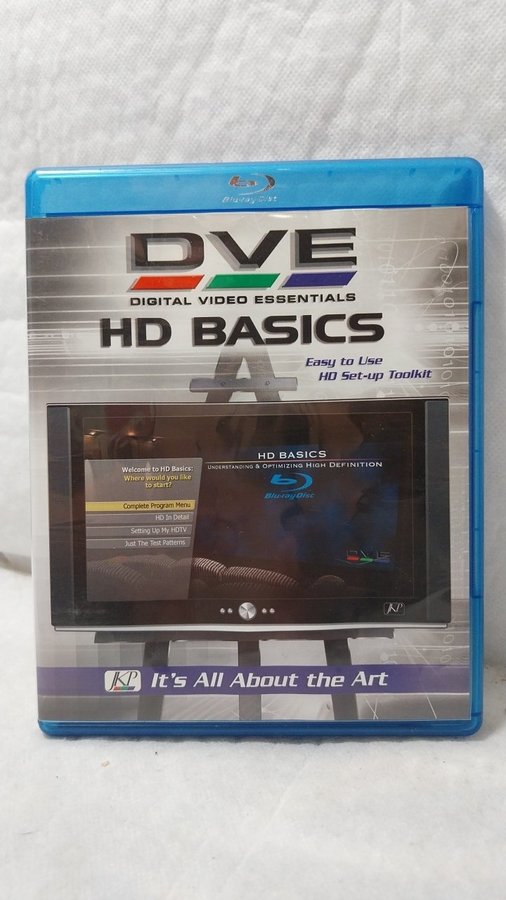 Blu-ray Disc
DVE
DIGITAL VIDEO ESSENTIALS
HD BASICS
Easy to Use
HD Set-up Toolkit
Welcome to HD Basics:
Where would you like
to start?
Complete Program Menu
HD In Detail
Setting Up My HDTV
Just The Test Patterns
HD BASICS
UNDERSTANDING & OPTIMIZING HIGH DEFINITION
Blu-ray Disc
DVE
JKP
JKP It's All About the Art